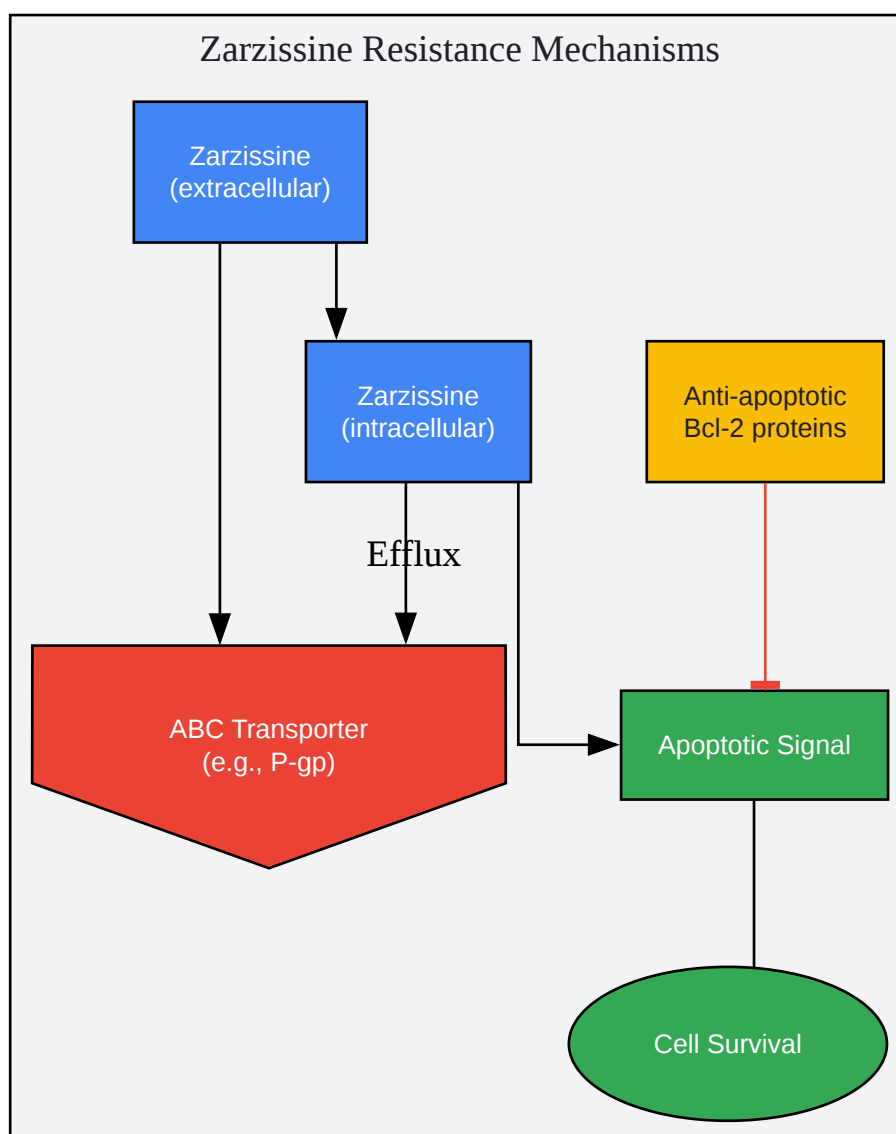 Zarzissine Resistance Mechanisms
Zarzissine
(extracellular)
Zarzissine
(intracellular)
Anti-apoptotic
Bcl-2 proteins
Efflux
ABC Transporter
(e.g., P-gp)
Apoptotic Signal
Cell Survival